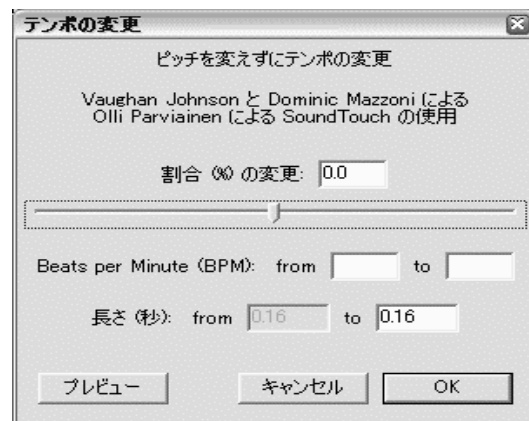 テンポの変更
ピッチを変えずにテンポの変更
Vaughan Johnson と Dominic Mazzoni による
Olli Parviainen による SoundTouch の使用
割合 (%) の変更: 0.0
Beats per Minute (BPM): from to
長さ (秒): from 0.16 to 0.16
プレビュー キャンセル OK